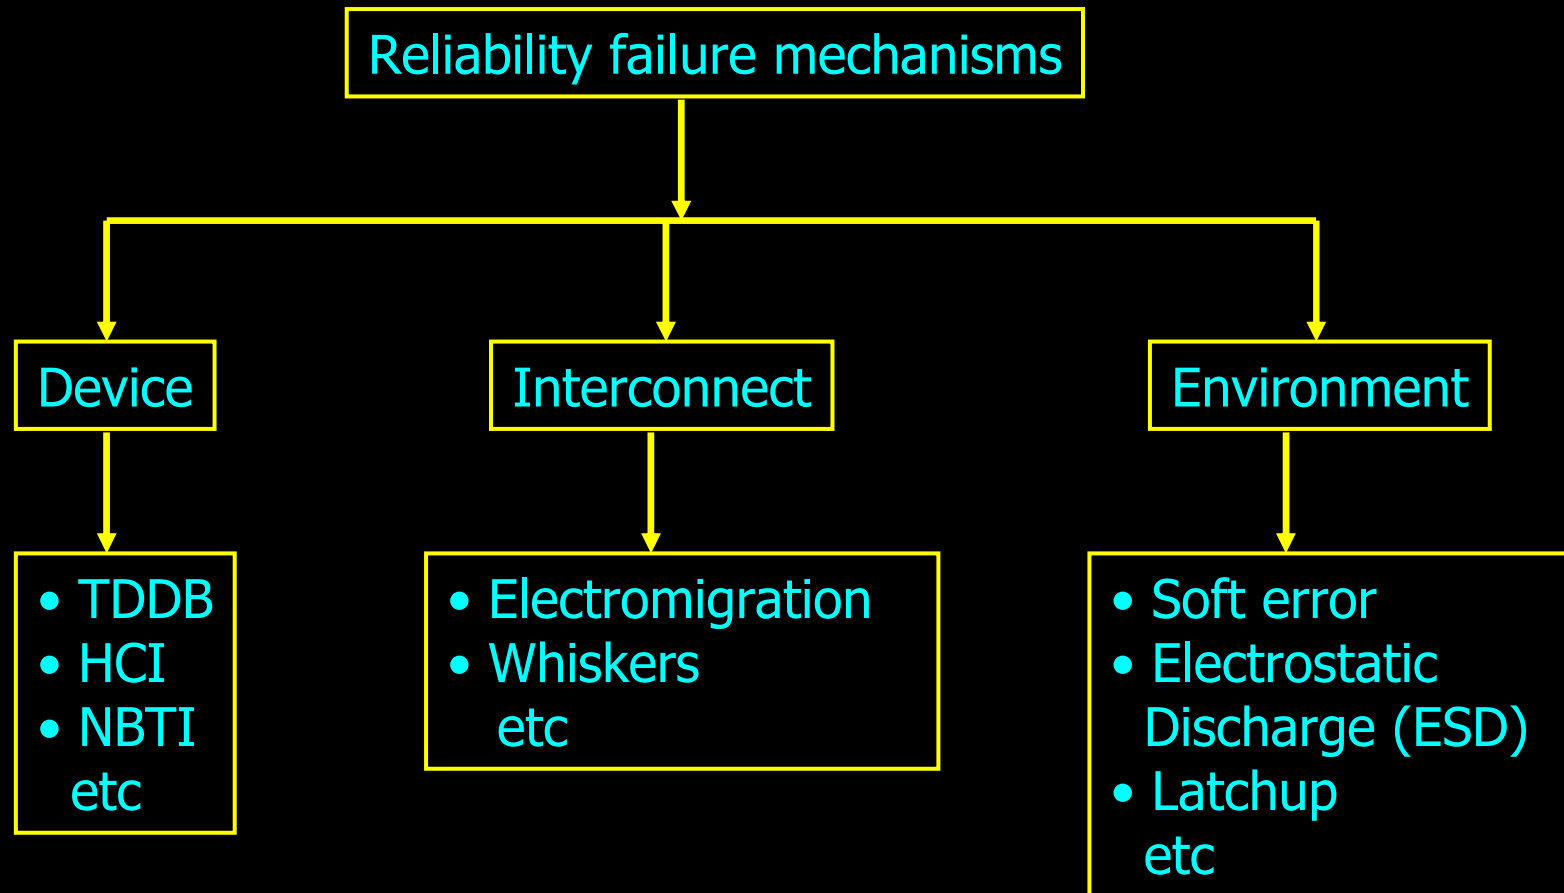 Reliability failure mechanisms
Device
Interconnect
Environment
• TDDB
• HCI
• NBTI
etc
• Electromigration
• Whiskers
etc
• Soft error
• Electrostatic
Discharge (ESD)
• Latchup
etc